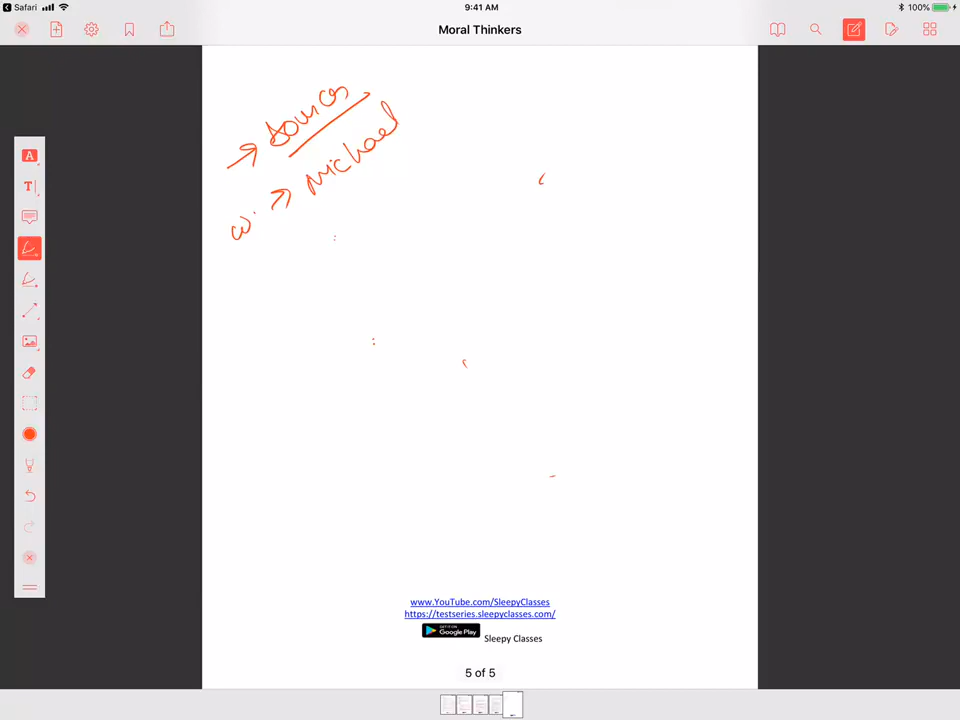 Safari
9:41 AM
100%
Moral Thinkers
→ Sources
→ Michael
A
T
www.YouTube.com/SleepyClasses
https://testseries.sleepyclasses.com/
GET IT ON
Google Play
Sleepy Classes
5 of 5